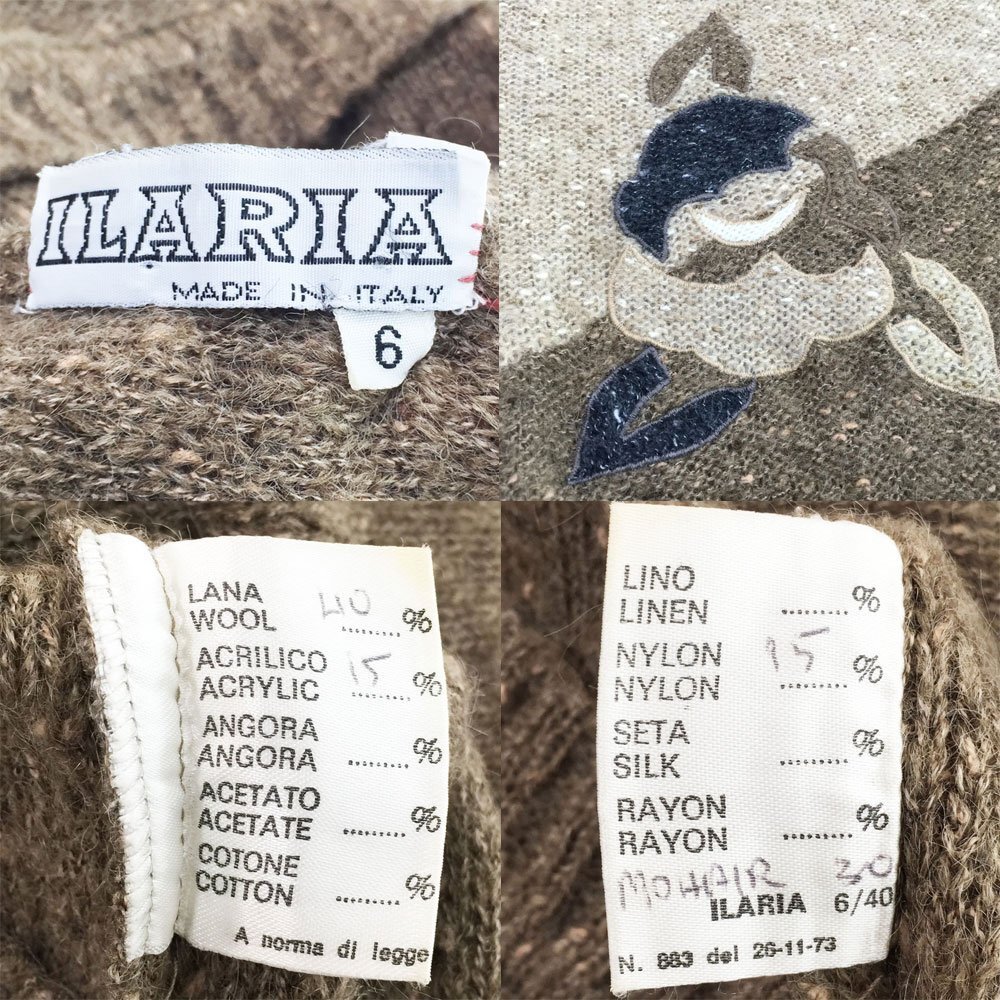 ILARIA
MADE IN ITALY
6
LANA
WOOL 40 %
ACRILICO
ACRYLIC 15 %
ANGORA
ANGORA %
ACETATO
ACETATE %
COTONE
COTTON %
A norma di legge
LINO
LINEN %
NYLON
NYLON 15 %
SETA
SILK %
RAYON
RAYON %
MOHAIR 30
ILARIA 6/40
N. 883 del 26-11-73